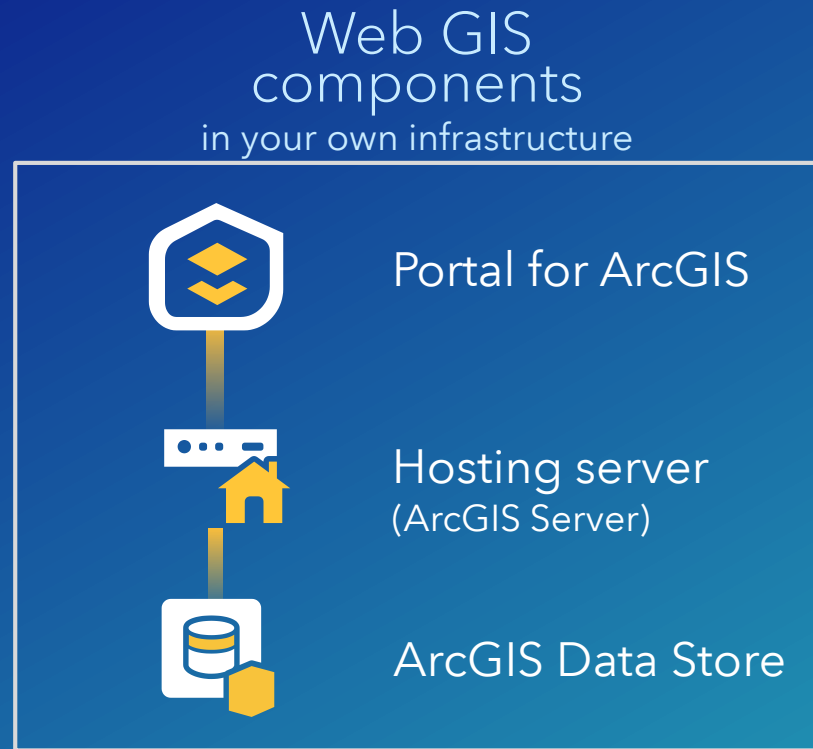 Web GIS
components
in your own infrastructure
Portal for ArcGIS
Hosting server
(ArcGIS Server)
ArcGIS Data Store